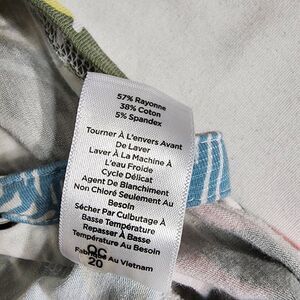 57% Rayonne
38% Coton
5% Spandex
Tourner À L'envers Avant
De Laver
Laver À La Machine À
L'eau Froide
Cycle Délicat
Agent De Blanchiment
Non Chloré Seulement Au
Besoin
Sécher Par Culbutage À
Basse Température
Repasser À Basse
Température Au Besoin
QC
Au Vietnam
20